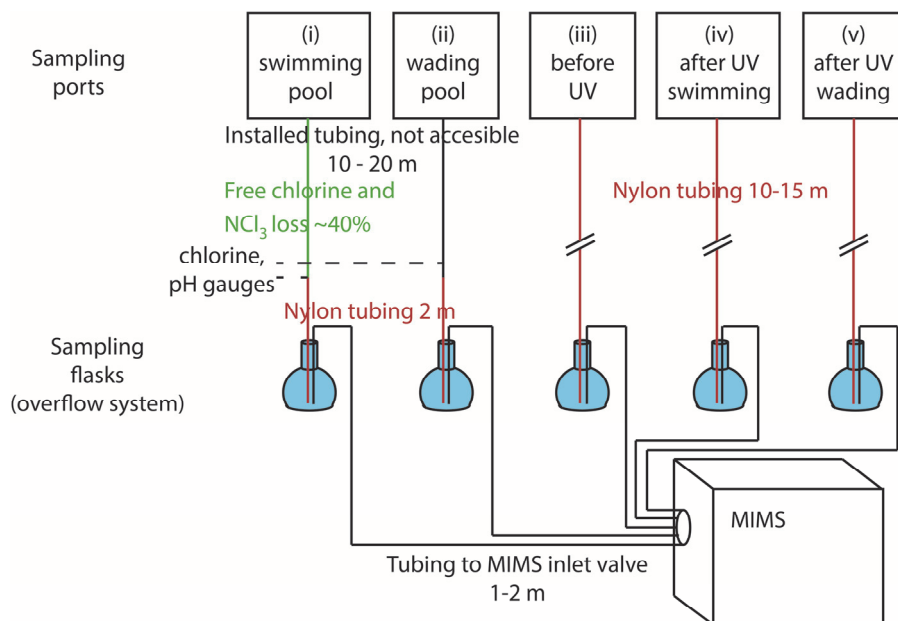 Sampling
ports
(i)
swimming
pool
(ii)
wading
pool
(iii)
before
UV
(iv)
after UV
swimming
(v)
after UV
wading
Installed tubing, not accesible
10 - 20 m
Free chlorine and
NCl₃ loss ~40%
Nylon tubing 10-15 m
chlorine,
pH gauges
Nylon tubing 2 m
Sampling
flasks
(overflow system)
MIMS
Tubing to MIMS inlet valve
1-2 m